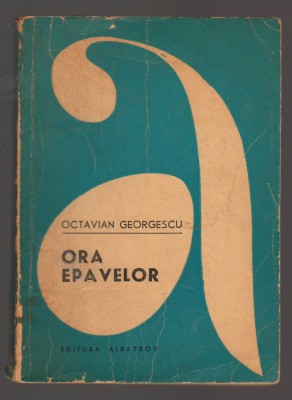 OCTAVIAN GEORGESCU
ORA
EPAVELOR
EDITURA ALBATROS